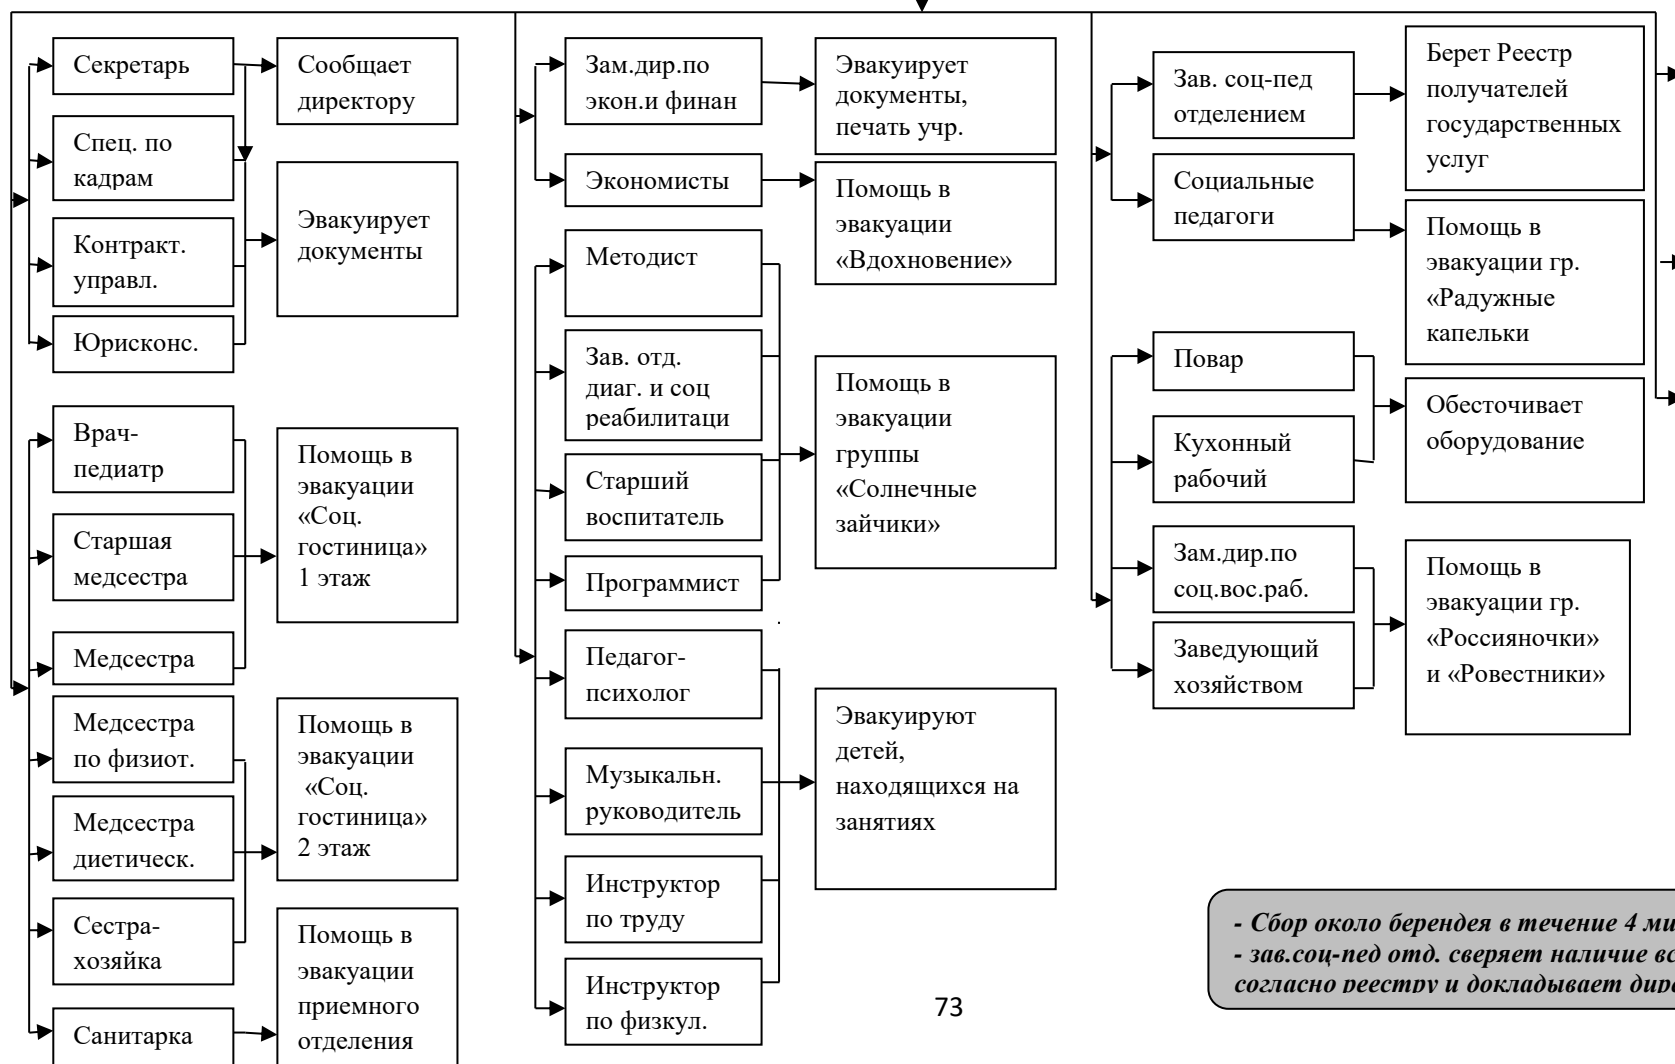 Секретарь
Сообщает
директору
Спец. по
кадрам
Контракт.
управл.
Юрисконс.
Эвакуирует
документы
Врач-
педиатр
Старшая
медсестра
Медсестра
Помощь в
эвакуации
«Соц.
гостиница»
1 этаж
Медсестра
по физиот.
Медсестра
диетическ.
Сестра-
хозяйка
Помощь в
эвакуации
«Соц.
гостиница»
2 этаж
Санитарка
Помощь в
эвакуации
приемного
отделения
Зам.дир.по
экон.и финан
Эвакуирует
документы,
печать учр.
Экономисты
Помощь в
эвакуации
«Вдохновение»
Методист
Зав. отд.
диаг. и соц
реабилитаци
Старший
воспитатель
Программист
Помощь в
эвакуации
группы
«Солнечные
зайчики»
Педагог-
психолог
Музыкальн.
руководитель
Инструктор
по труду
Инструктор
по физкул.
Эвакуируют
детей,
находящихся на
занятиях
Зав. соц-пед
отделением
Берет Реестр
получателей
государственных
услуг
Социальные
педагоги
Помощь в
эвакуации гр.
«Радужные
капельки
Повар
Кухонный
рабочий
Обесточивает
оборудование
Зам.дир.по
соц.вос.раб.
Заведующий
хозяйством
Помощь в
эвакуации гр.
«Россияночки»
и «Ровестники»
- Сбор около берендея в течение 4 ми
- зав.соц-пед отд. сверяет наличие вс
согласно реестру и докладывает дир
73